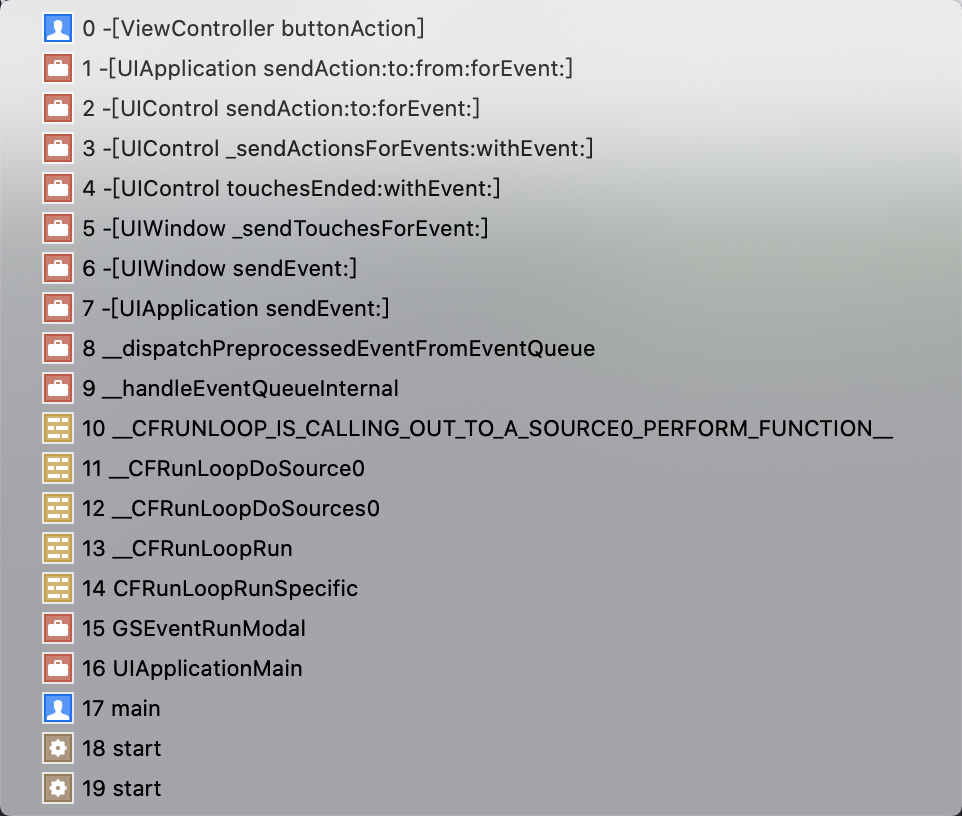 0 -[ViewController buttonAction]
1 -[UIApplication sendAction:to:from:forEvent:]
2 -[UIControl sendAction:to:forEvent:]
3 -[UIControl _sendActionsForEvents:withEvent:]
4 -[UIControl touchesEnded:withEvent:]
5 -[UIWindow _sendTouchesForEvent:]
6 -[UIWindow sendEvent:]
7 -[UIApplication sendEvent:]
8 __dispatchPreprocessedEventFromEventQueue
9 __handleEventQueueInternal
10 __CFRUNLOOP_IS_CALLING_OUT_TO_A_SOURCE0_PERFORM_FUNCTION__
11 __CFRunLoopDoSource0
12 __CFRunLoopDoSources0
13 __CFRunLoopRun
14 CFRunLoopRunSpecific
15 GSEventRunModal
16 UIApplicationMain
17 main
18 start
19 start